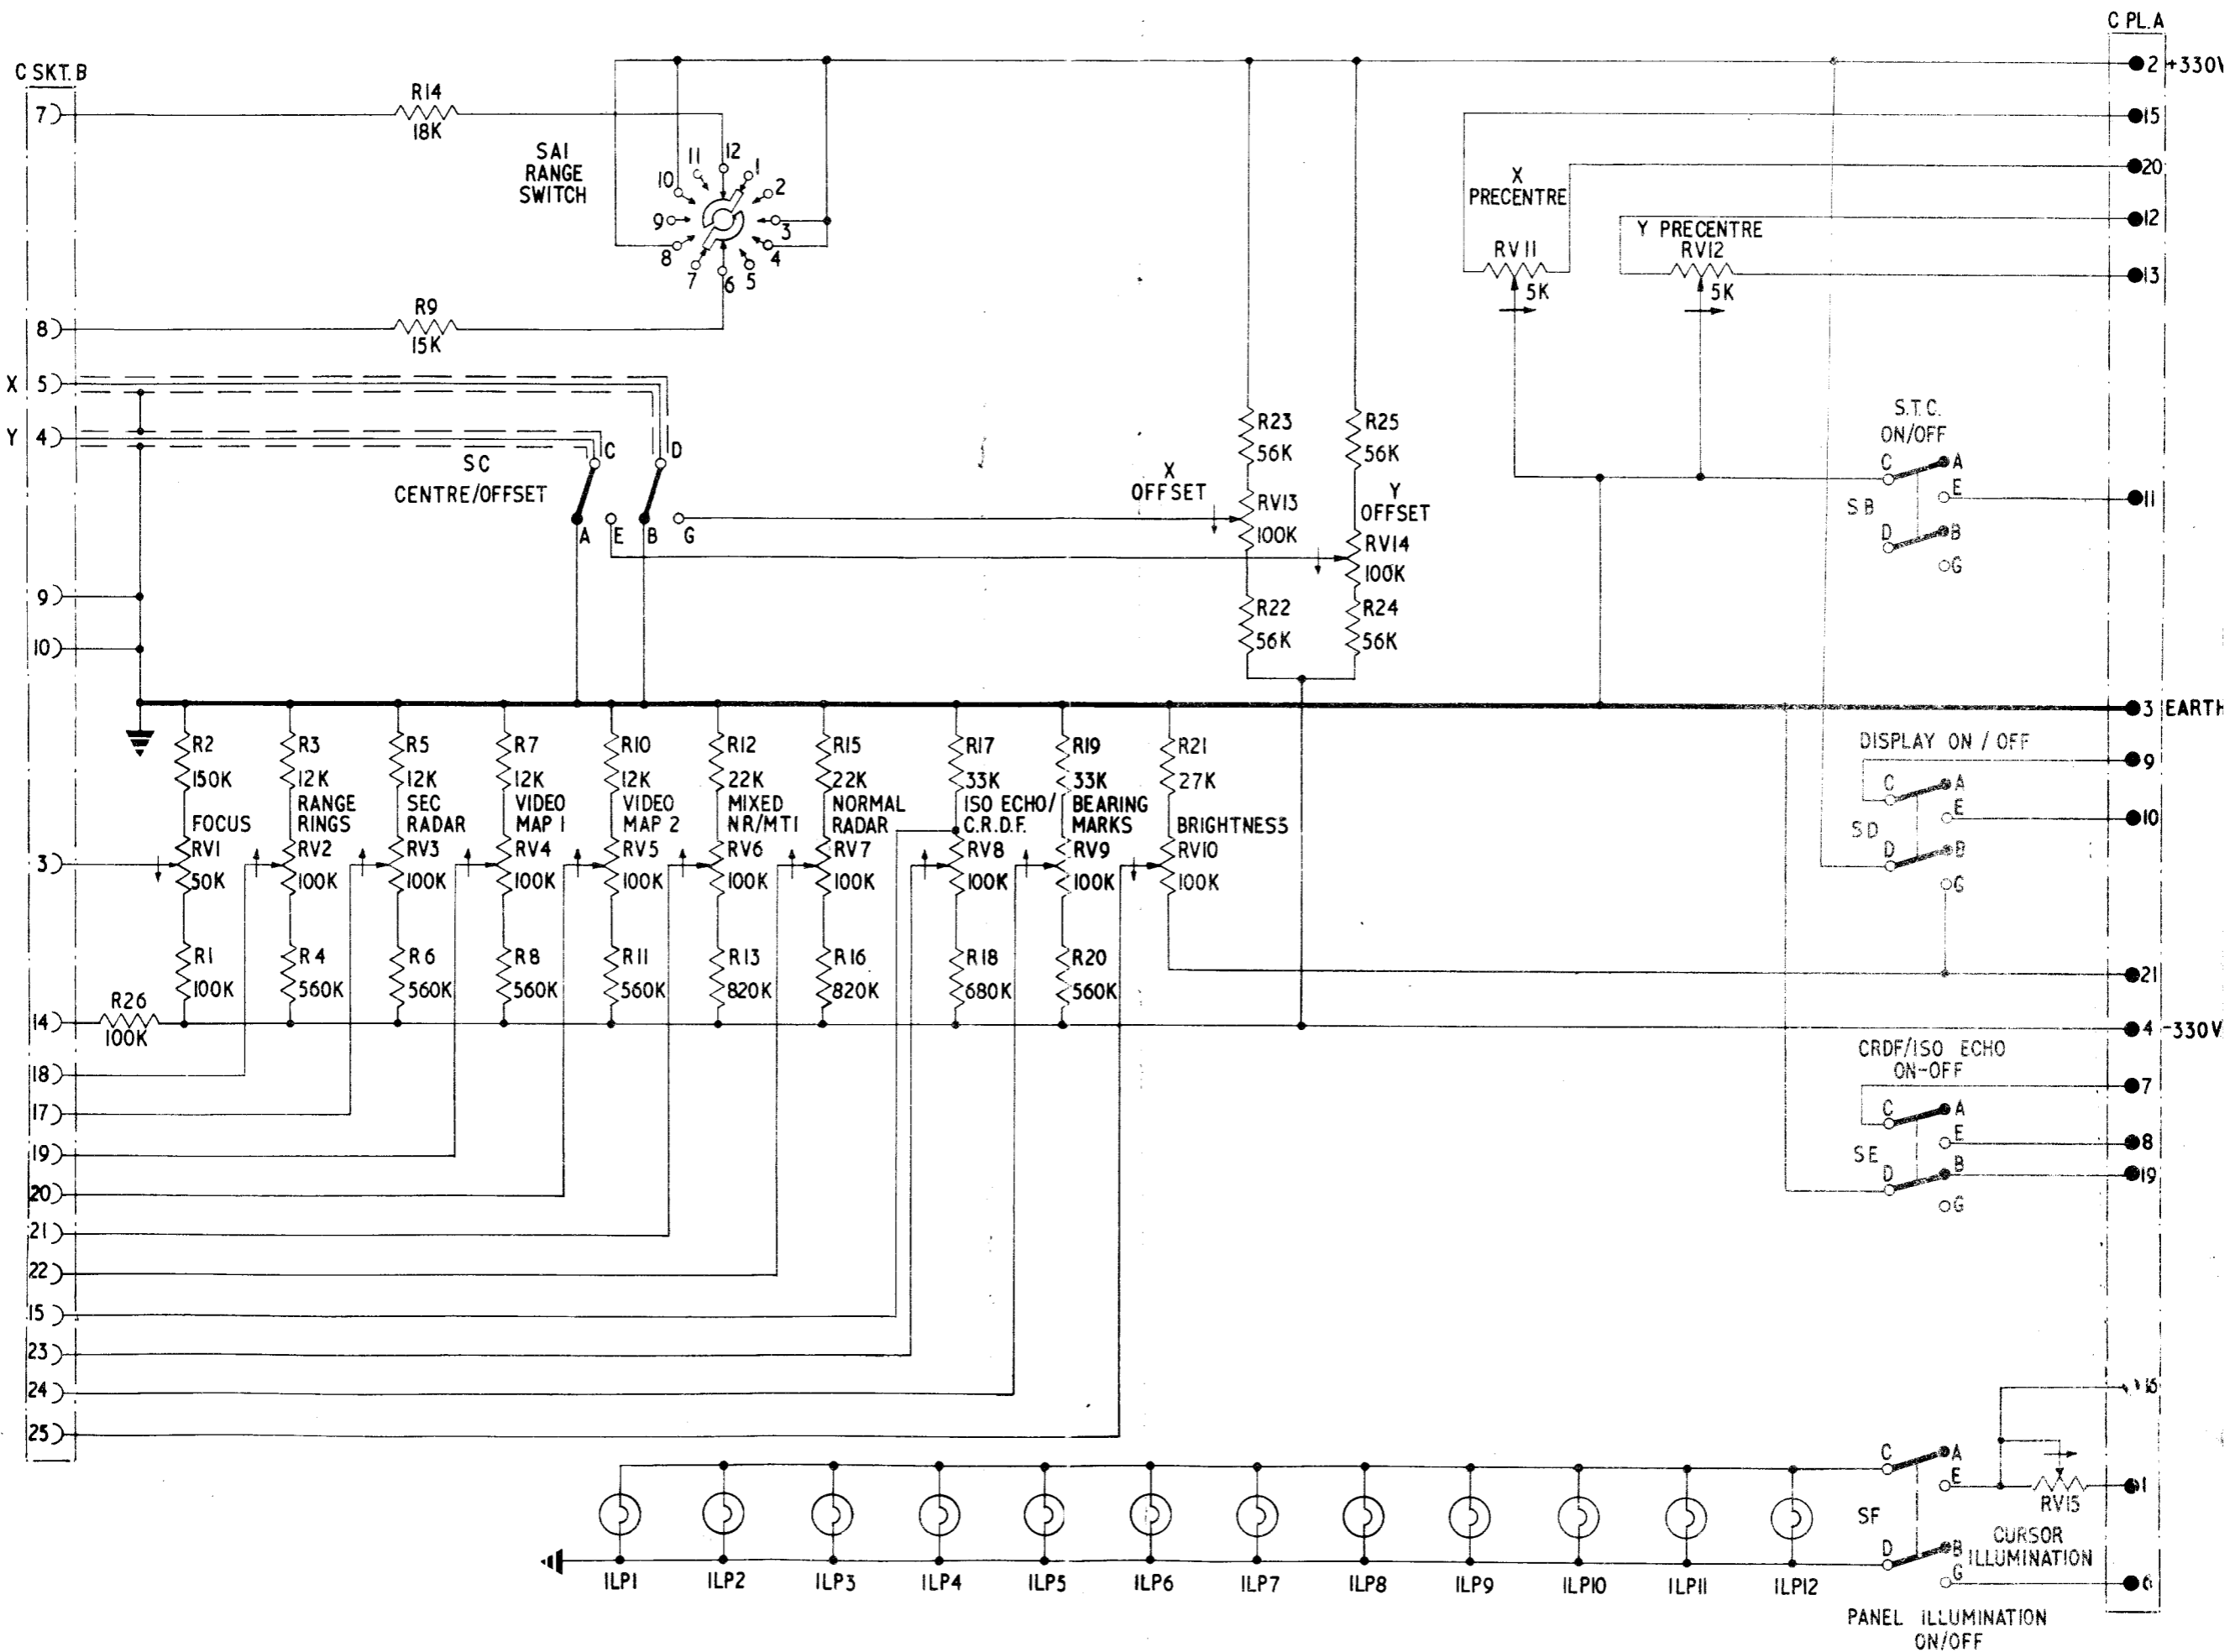 C PL.A
C SKT. B
2 +330V
7
R14
18K
15
SA1
RANGE
SWITCH
10
11
12
1
2
9
3
8
4
7
6
5
X
PRECENTRE
20
12
Y PRECENTRE
RV11
RV12
5K
5K
13
8
R9
15K
X 5
Y 4
C
D
SC
CENTRE/OFFSET
A
E
B
G
X
OFFSET
R23
56K
R25
56K
RV13
100K
Y
OFFSET
RV14
100K
R22
56K
R24
56K
S.T.C.
ON/OFF
C
A
E
SB
D
B
G
11
9
10
3 EARTH
R2
150K
R3
12K
R5
12K
R7
12K
R10
12K
R12
22K
R15
22K
R17
33K
R19
33K
R21
27K
FOCUS
RV1
50K
RANGE
RINGS
RV2
100K
SEC
RADAR
RV3
100K
VIDEO
MAP 1
RV4
100K
VIDEO
MAP 2
RV5
100K
MIXED
NR/MTI
RV6
100K
NORMAL
RADAR
RV7
100K
ISO ECHO/
C.R.D.F.
RV8
100K
BEARING
MARKS
RV9
100K
BRIGHTNESS
RV10
100K
DISPLAY ON / OFF
9
C
A
E
10
SD
D
B
G
3
R1
100K
R4
560K
R6
560K
R8
560K
R11
560K
R13
820K
R16
820K
R18
680K
R20
560K
21
14
R26
100K
4 -330V
CRDF/ISO ECHO
ON-OFF
7
C
A
E
8
SE
D
B
19
G
18
17
19
20
21
22
15
23
24
25
16
C
A
E
1
RV15
SF
CURSOR
ILLUMINATION
D
B
G
6
ILP1
ILP2
ILP3
ILP4
ILP5
ILP6
ILP7
ILP8
ILP9
ILP10
ILP11
ILP12
PANEL ILLUMINATION
ON/OFF